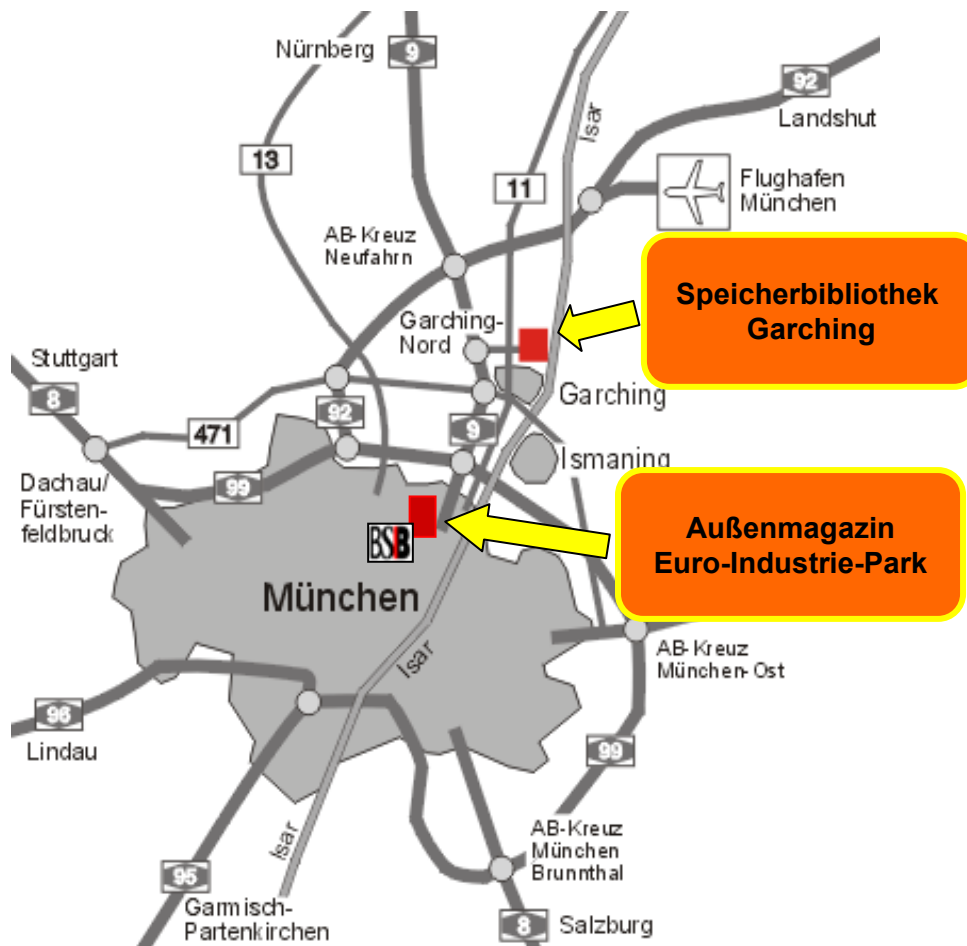 Nürnberg
9
92
Landshut
Isar
13
11
Flughafen
München
AB-Kreuz
Neufahrn
Speicherbibliothek
Garching
Garching-
Nord
Stuttgart
8
Garching
92
9
471
Ismaning
Dachau/
Fürsten-
feldbruck
99
BSB
Außenmagazin
Euro-Industrie-Park
München
Isar
AB-Kreuz
München-Ost
96
Lindau
99
Isar
AB-Kreuz
München
Brunnthal
95
Garmisch-
Partenkirchen
8
Salzburg